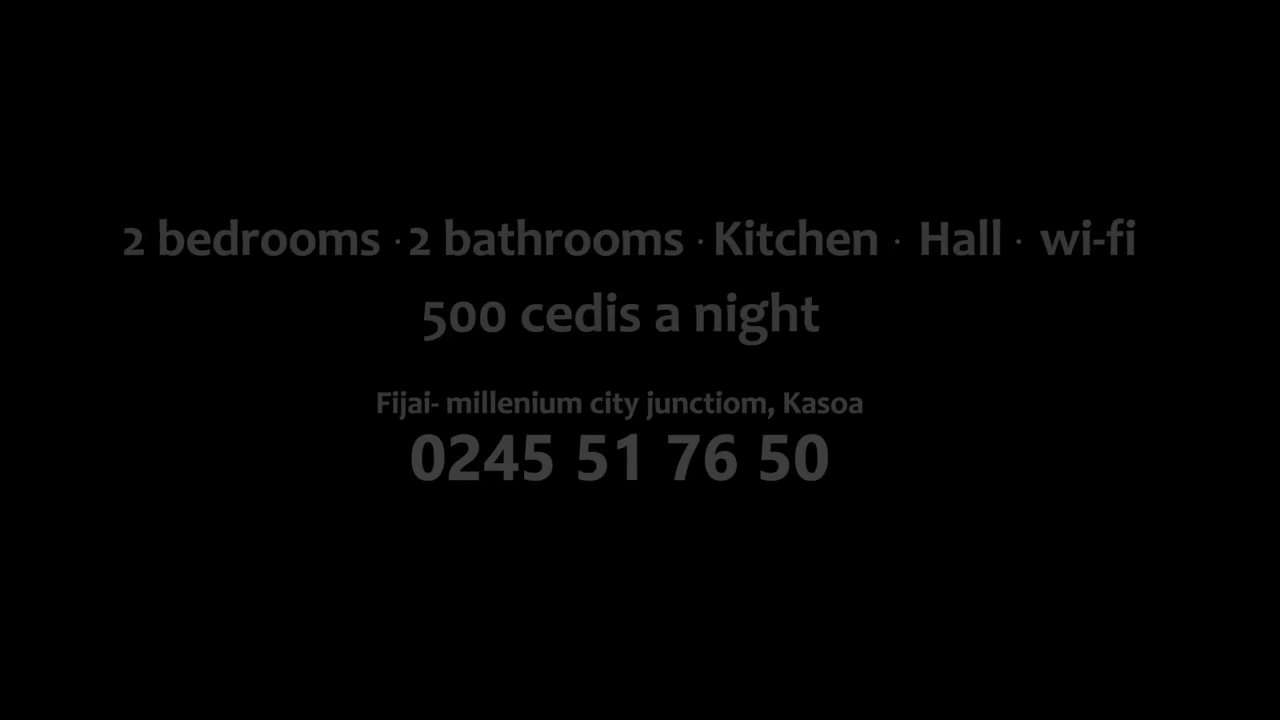 2 bedrooms · 2 bathrooms · Kitchen · Hall · wi-fi
500 cedis a night
Fijai- millenium city junctiom, Kasoa
0245 51 76 50